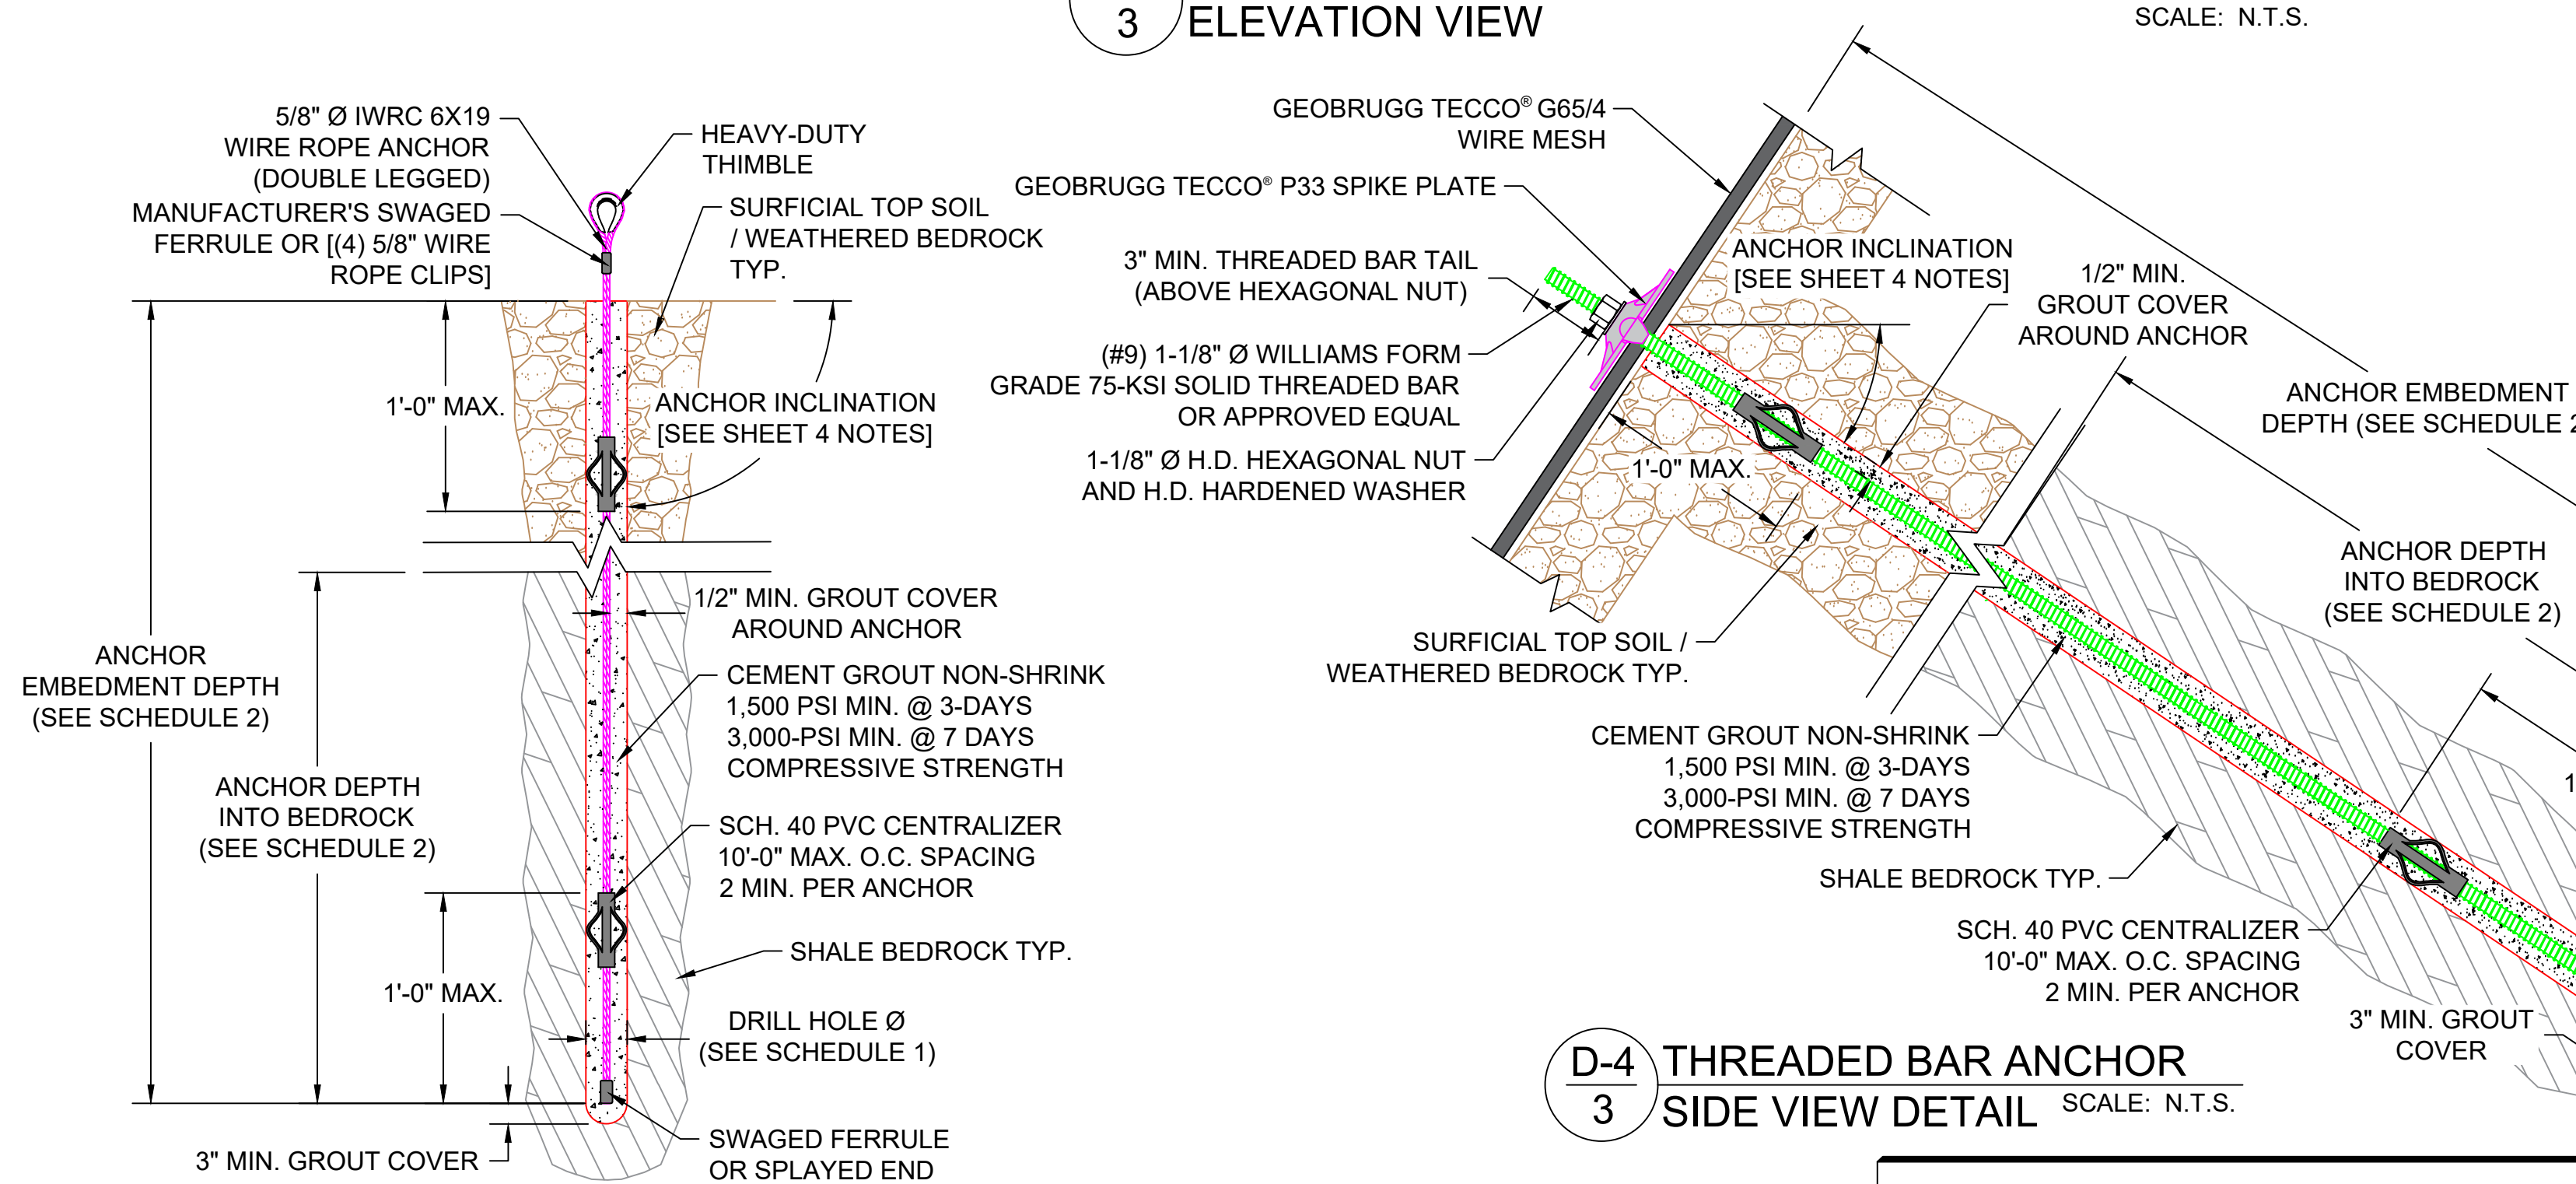 3
ELEVATION VIEW
SCALE: N.T.S.
5/8" Ø IWRC 6X19
WIRE ROPE ANCHOR
(DOUBLE LEGGED)
MANUFACTURER'S SWAGED
FERRULE OR [(4) 5/8" WIRE
ROPE CLIPS]
HEAVY-DUTY
THIMBLE
SURFICIAL TOP SOIL
/ WEATHERED BEDROCK
TYP.
1'-0" MAX.
ANCHOR INCLINATION
[SEE SHEET 4 NOTES]
1/2" MIN. GROUT COVER
AROUND ANCHOR
ANCHOR
EMBEDMENT DEPTH
(SEE SCHEDULE 2)
CEMENT GROUT NON-SHRINK
1,500 PSI MIN. @ 3-DAYS
3,000-PSI MIN. @ 7 DAYS
COMPRESSIVE STRENGTH
ANCHOR DEPTH
INTO BEDROCK
(SEE SCHEDULE 2)
SCH. 40 PVC CENTRALIZER
10'-0" MAX. O.C. SPACING
2 MIN. PER ANCHOR
SHALE BEDROCK TYP.
1'-0" MAX.
DRILL HOLE Ø
(SEE SCHEDULE 1)
3" MIN. GROUT COVER
SWAGED FERRULE
OR SPLAYED END
GEOBRUGG TECCO® G65/4
WIRE MESH
GEOBRUGG TECCO® P33 SPIKE PLATE
3" MIN. THREADED BAR TAIL
(ABOVE HEXAGONAL NUT)
(#9) 1-1/8" Ø WILLIAMS FORM
GRADE 75-KSI SOLID THREADED BAR
OR APPROVED EQUAL
1-1/8" Ø H.D. HEXAGONAL NUT
AND H.D. HARDENED WASHER
ANCHOR INCLINATION
[SEE SHEET 4 NOTES]
1/2" MIN.
GROUT COVER
AROUND ANCHOR
ANCHOR EMBEDMENT
DEPTH (SEE SCHEDULE 2
1'-0" MAX.
ANCHOR DEPTH
INTO BEDROCK
(SEE SCHEDULE 2)
SURFICIAL TOP SOIL /
WEATHERED BEDROCK TYP.
CEMENT GROUT NON-SHRINK
1,500 PSI MIN. @ 3-DAYS
3,000-PSI MIN. @ 7 DAYS
COMPRESSIVE STRENGTH
1
SHALE BEDROCK TYP.
SCH. 40 PVC CENTRALIZER
10'-0" MAX. O.C. SPACING
2 MIN. PER ANCHOR
3" MIN. GROUT
COVER
D-4
3
THREADED BAR ANCHOR
SIDE VIEW DETAIL
SCALE: N.T.S.